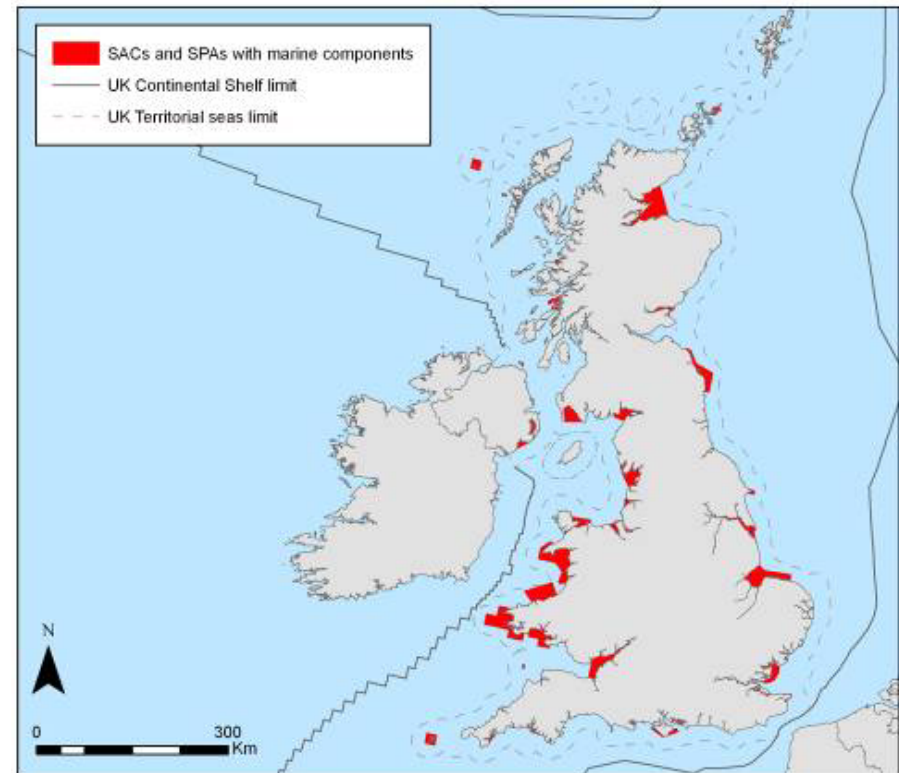 SACs and SPAs with marine components
UK Continental Shelf limit
UK Territorial seas limit
N
0 300
Km